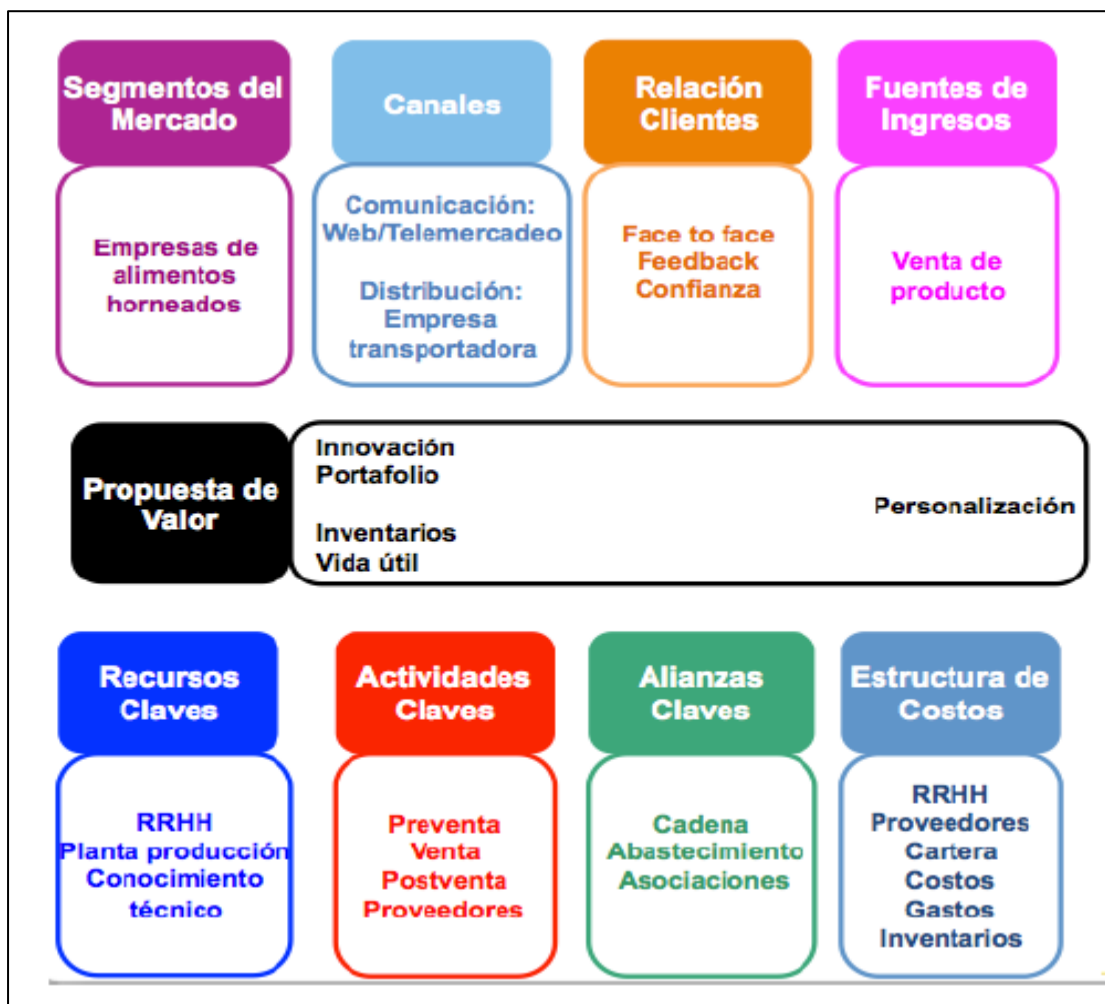 Segmentos del
Mercado
Empresas de
alimentos
horneados
Canales
Comunicación:
Web/Telemercadeo
Distribución:
Empresa
transportadora
Relación
Clientes
Face to face
Feedback
Confianza
Fuentes de
Ingresos
Venta de
producto
Propuesta de
Valor
Innovación
Portafolio
Inventarios
Vida útil
Personalización
Recursos
Claves
RRHH
Planta producción
Conocimiento
técnico
Actividades
Claves
Preventa
Venta
Postventa
Proveedores
Alianzas
Claves
Cadena
Abastecimiento
Asociaciones
Estructura de
Costos
RRHH
Proveedores
Cartera
Costos
Gastos
Inventarios